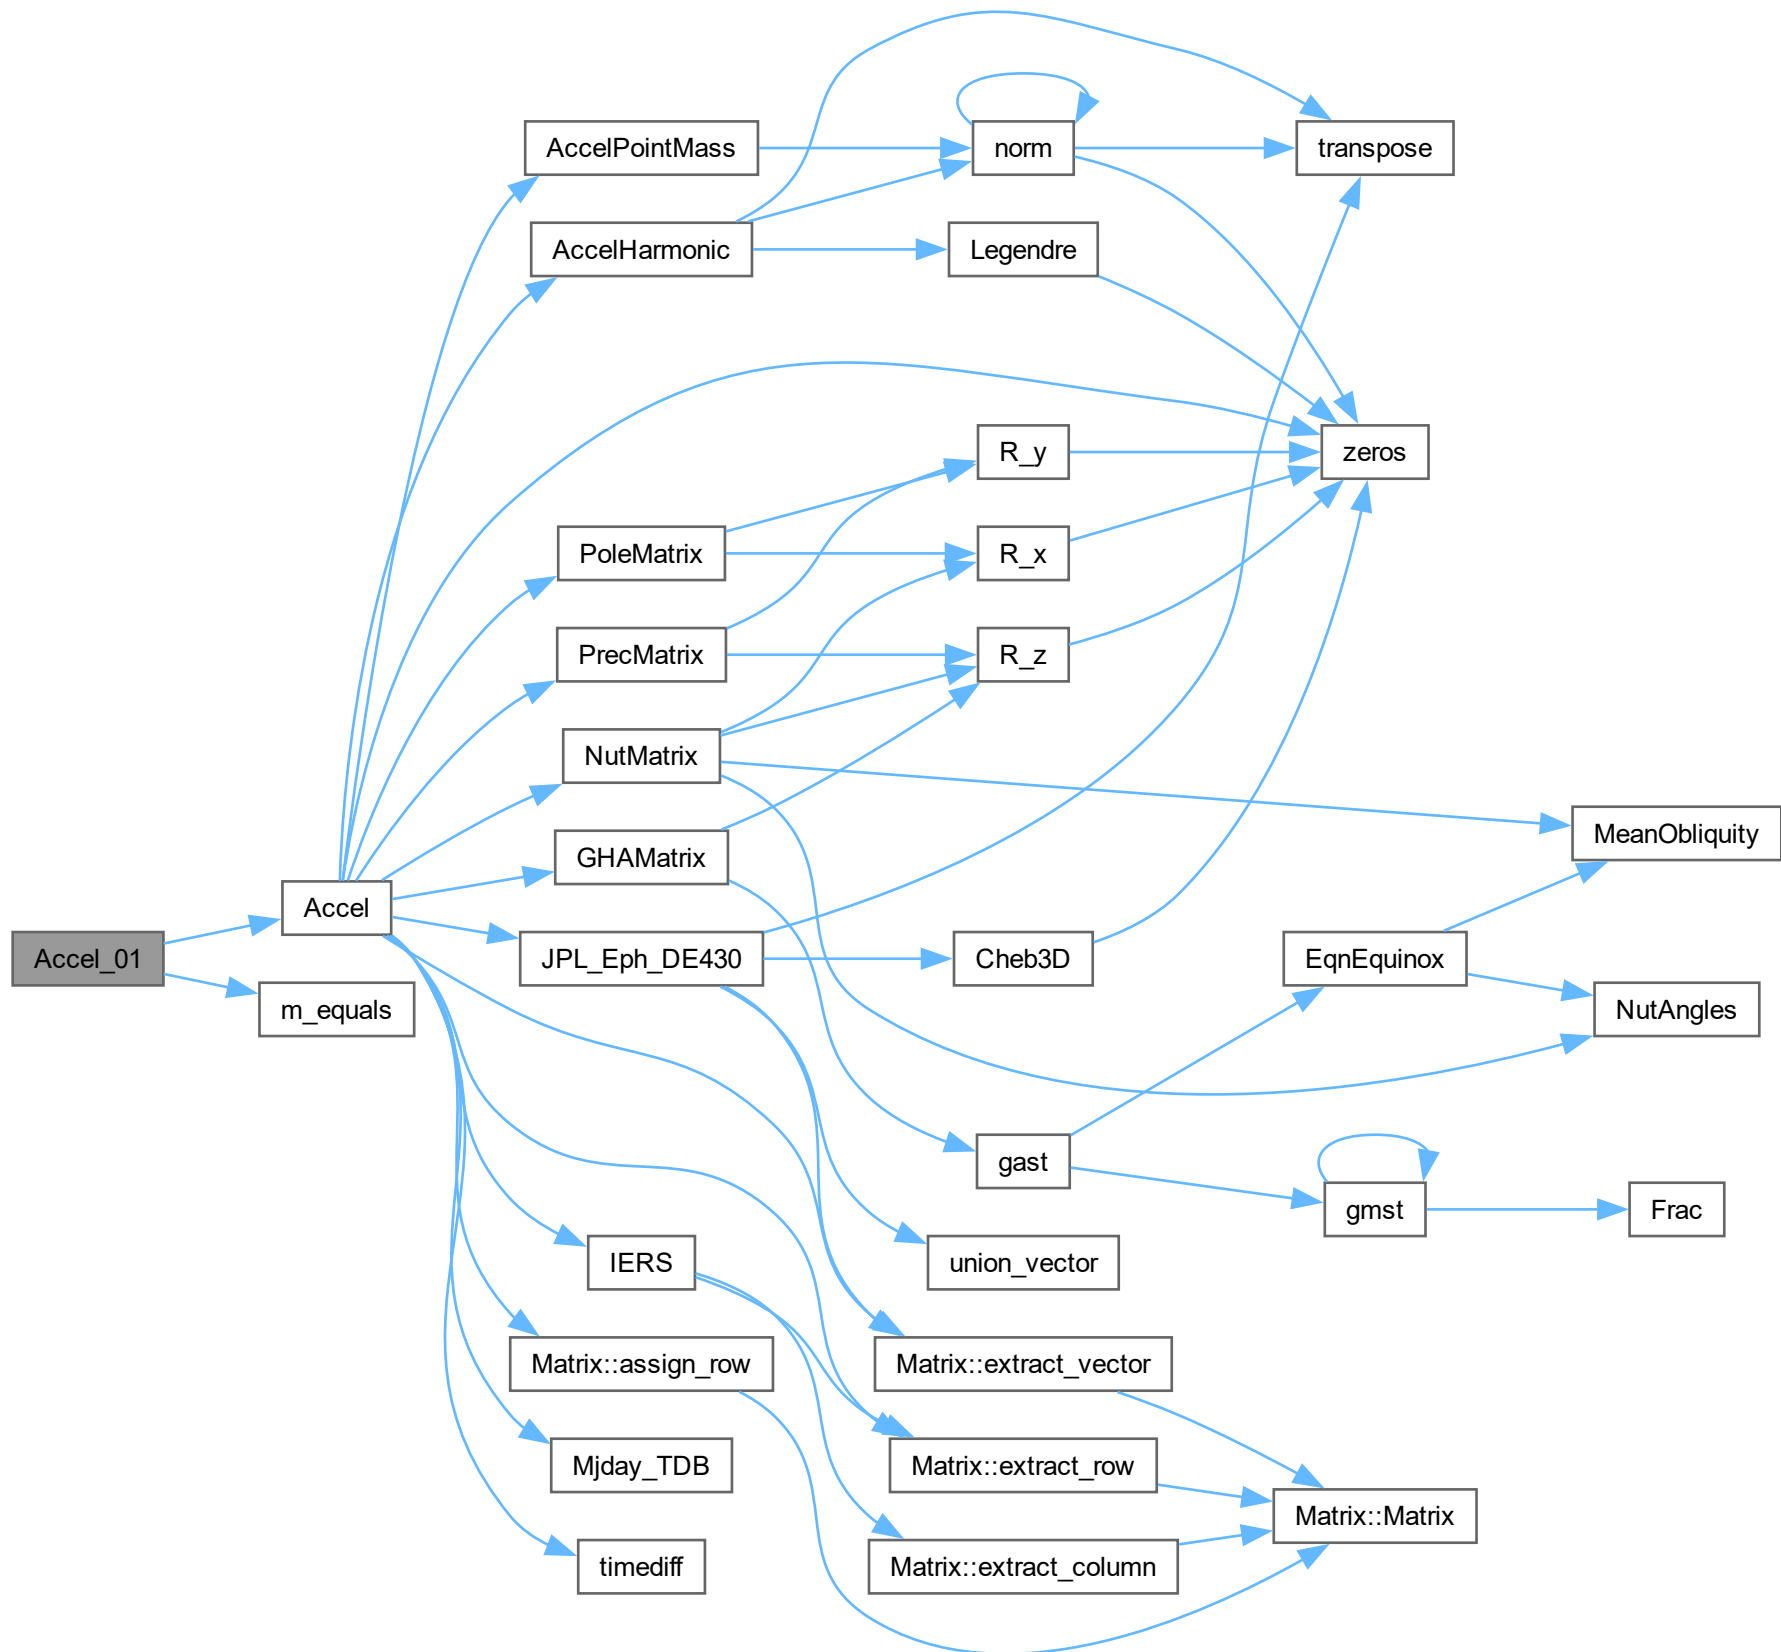 AccelPointMass
norm
transpose
AccelHarmonic
Legendre
R_y
zeros
PoleMatrix
R_x
PrecMatrix
R_z
NutMatrix
MeanObliquity
GHAMatrix
Accel
Accel_01
JPL_Eph_DE430
Cheb3D
EqnEquinox
m_equals
NutAngles
gast
gmst
Frac
IERS
union_vector
Matrix::assign_row
Matrix::extract_vector
Mjday_TDB
Matrix::extract_row
Matrix::Matrix
timediff
Matrix::extract_column